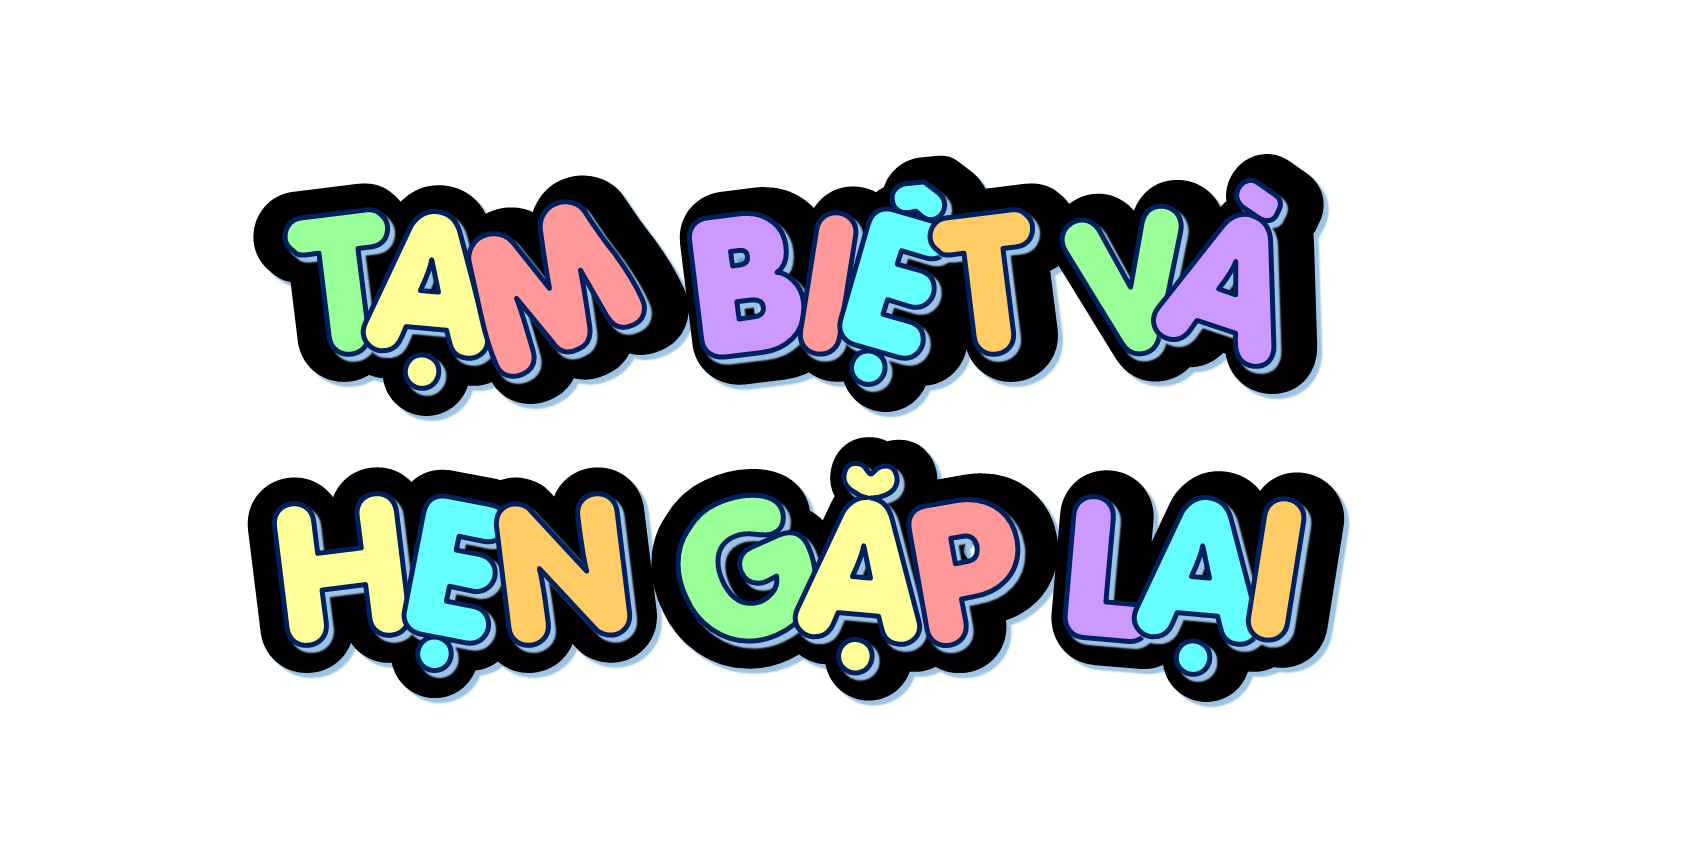 TẠM BIỆT VÀ
HẸN GẶP LẠI